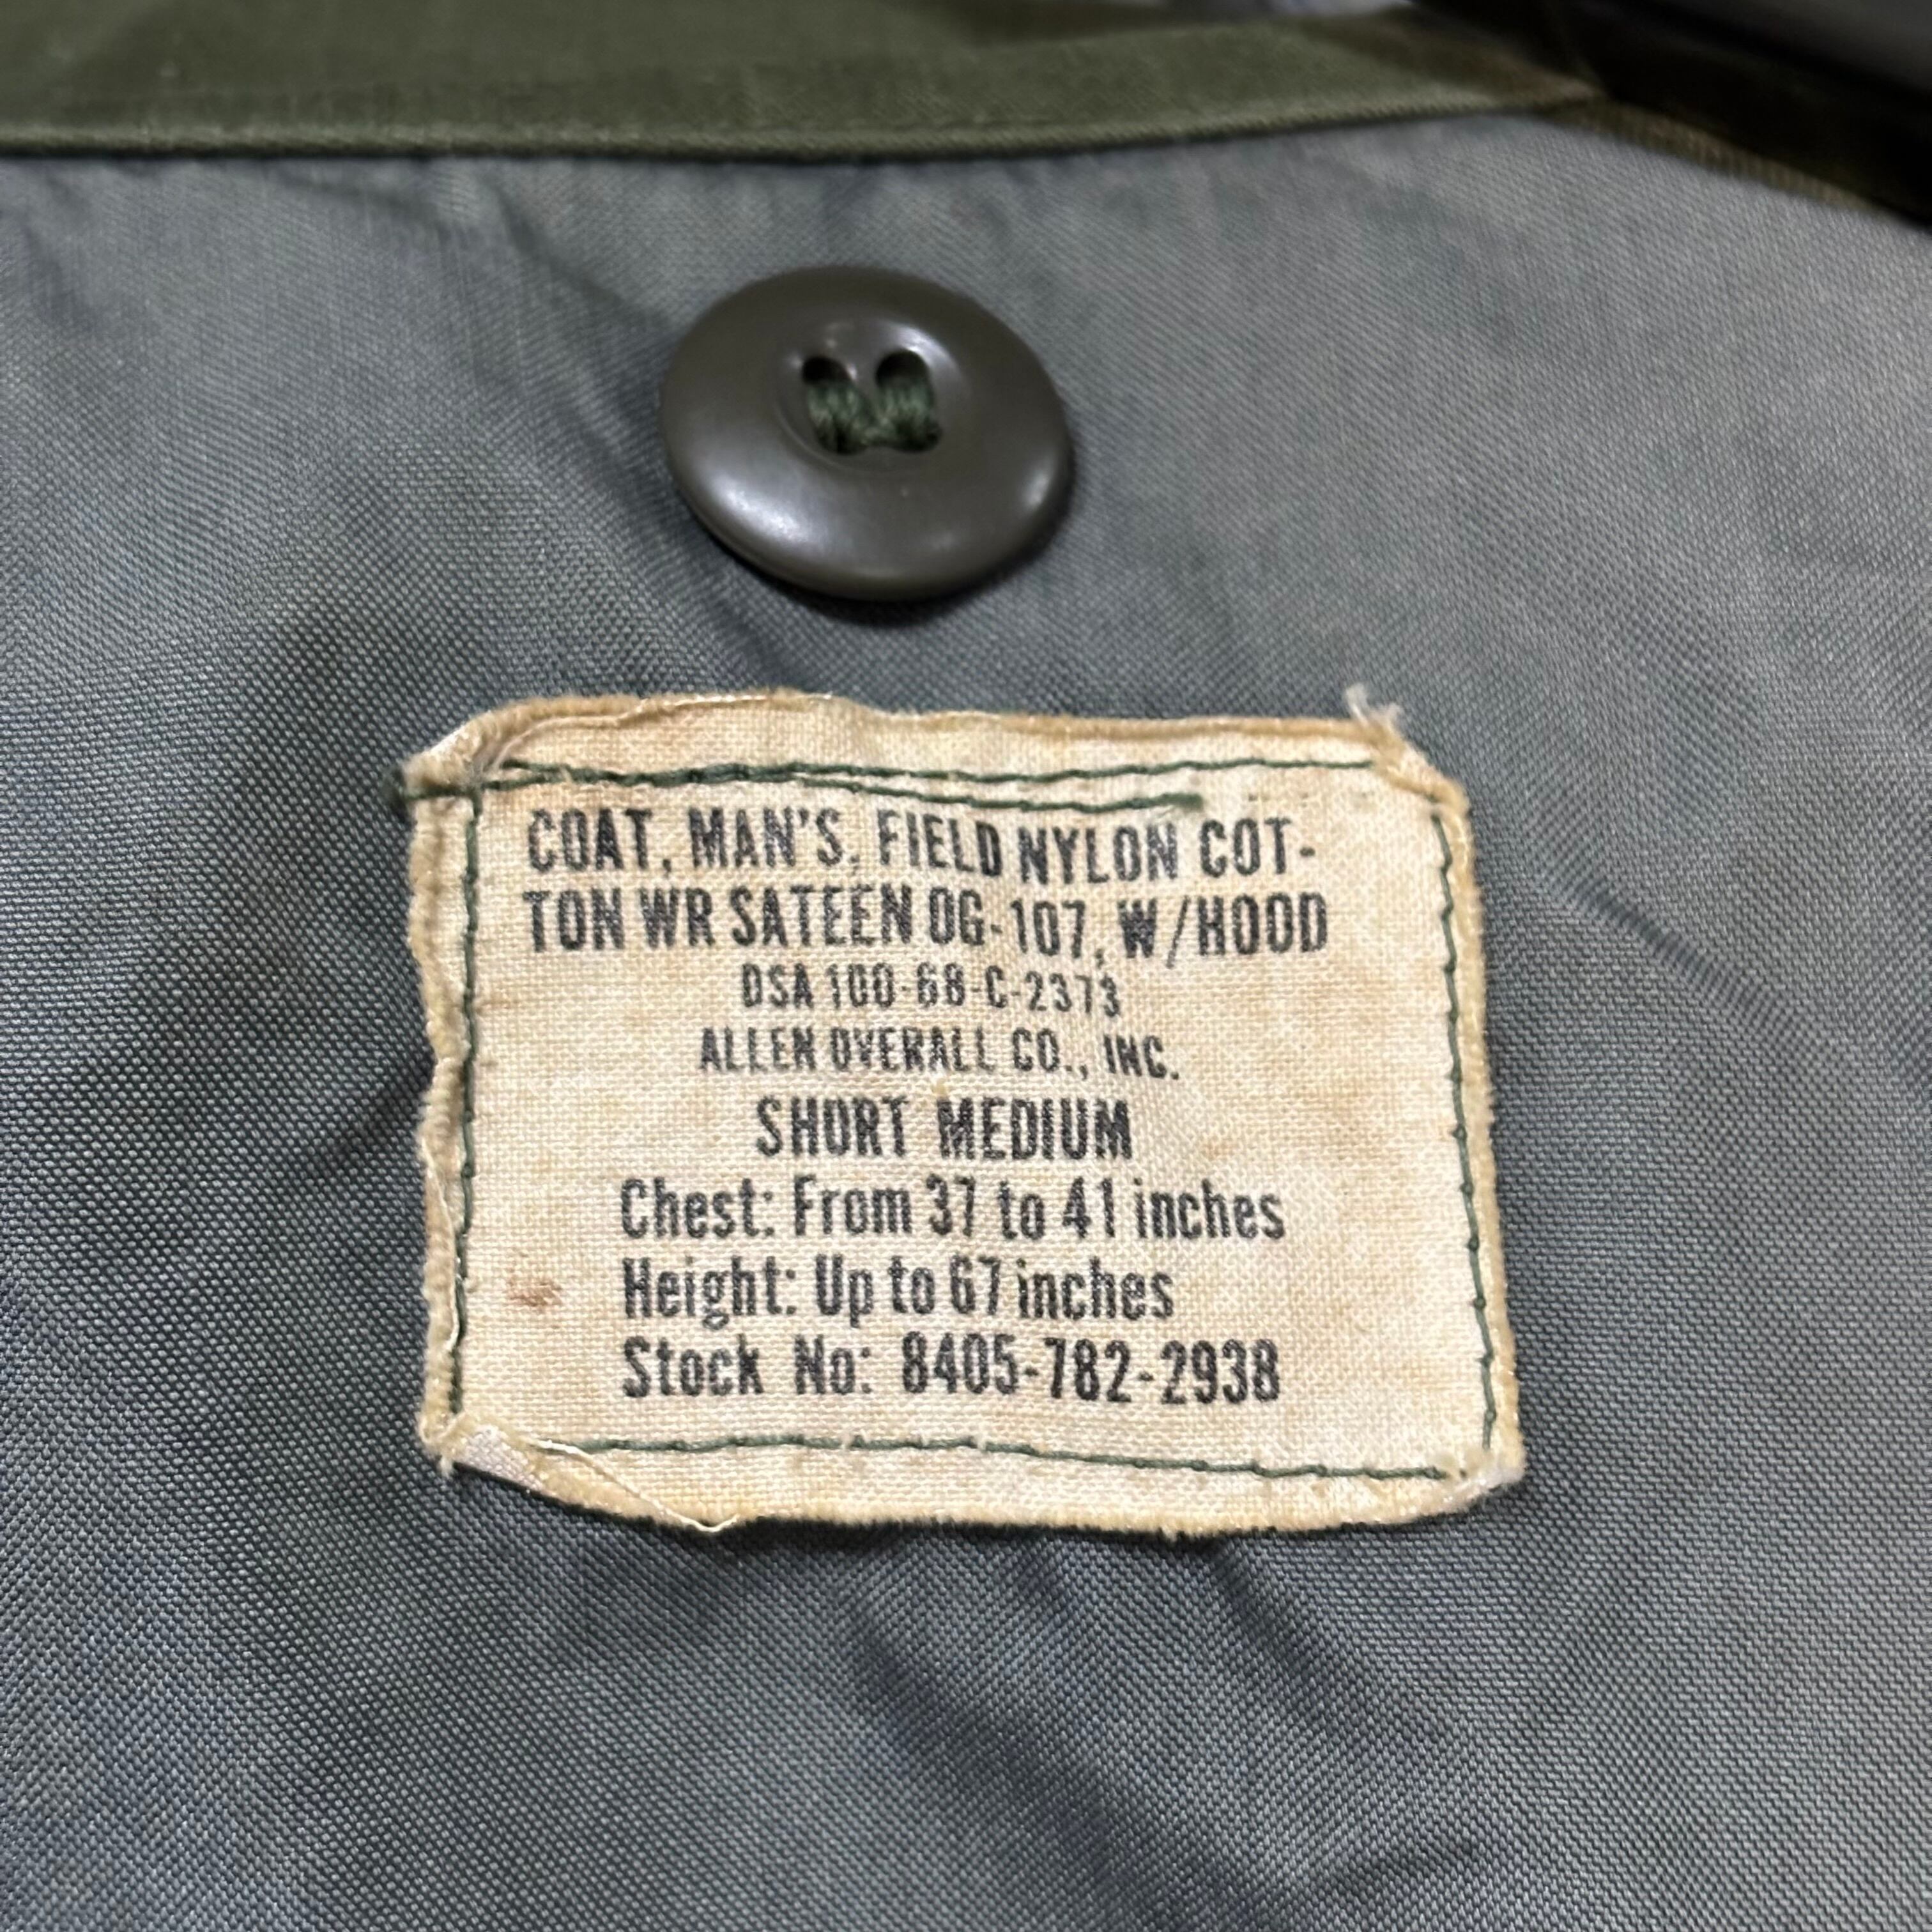 COAT, MAN'S, FIELD NYLON COT-
TON WR SATEEN OG-107, W/HOOD
DSA 100-68-C-2373
ALLEN OVERALL CO., INC.
SHORT MEDIUM
Chest: From 37 to 41 inches
Height: Up to 67 inches
Stock No: 8405-782-2938